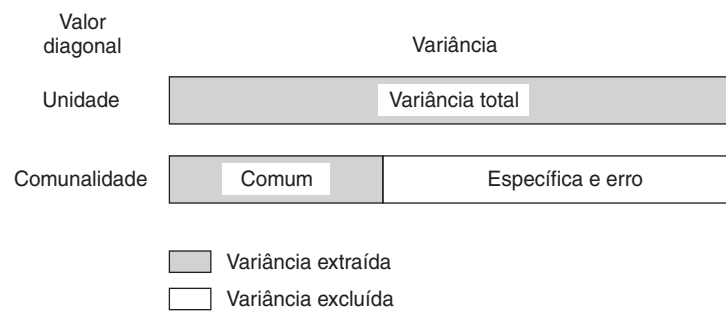 Valor
diagonal
Variância
Unidade
Variância total
Comunalidade
Comum
Específica e erro
Variância extraída
Variância excluída